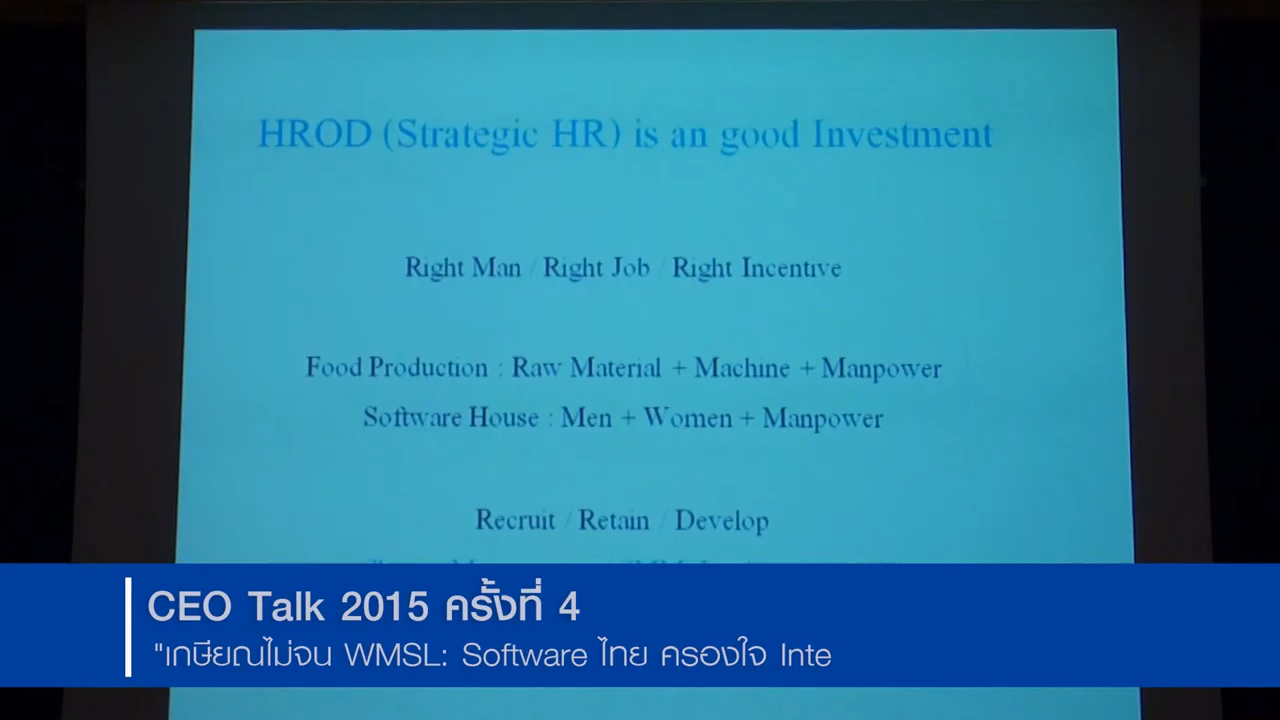 HROD (Strategic HR) is an good Investment
Right Man / Right Job / Right Incentive
Food Production : Raw Material + Machine + Manpower
Software House : Men + Women + Manpower
Recruit / Retain / Develop
CEO Talk 2015 ครั้งที่ 4
"เกษียณไม่จน WMSL: Software ไทย ครองใจ Inte